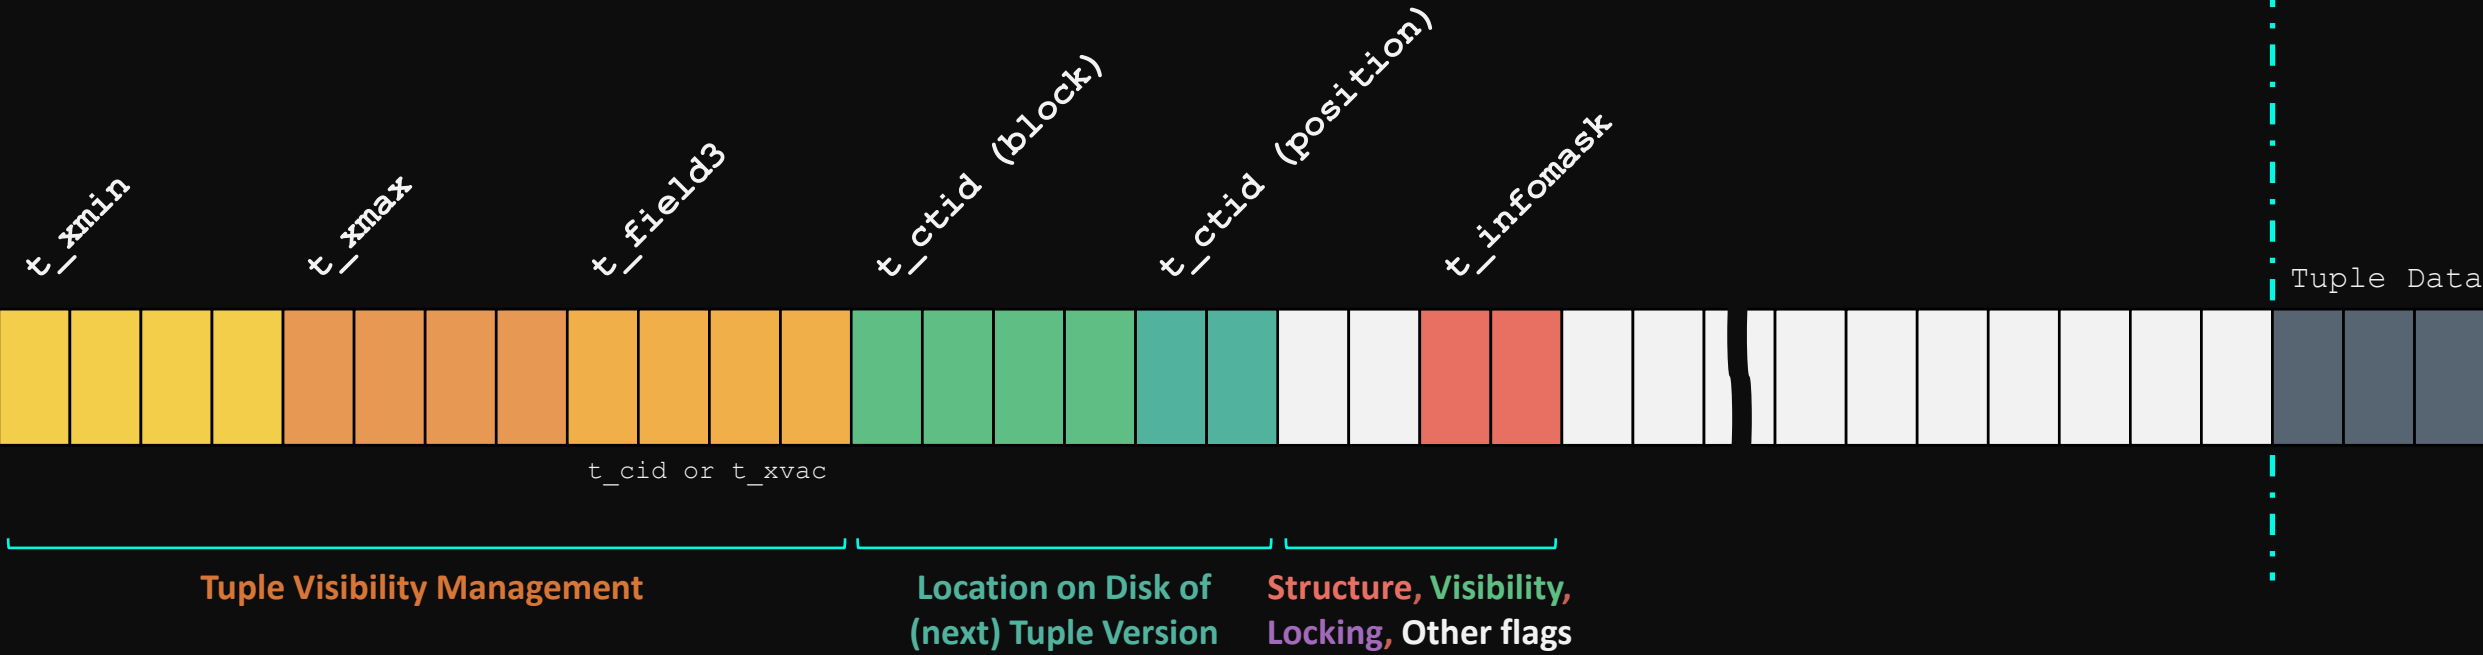 t_xmin
t_xmax
t_field3
t_ctid (block)
t_ctid (position)
t_infomask
Tuple Data
t_cid or t_xvac
Tuple Visibility Management
Location on Disk of
(next) Tuple Version
Structure, Visibility,
Locking, Other flags